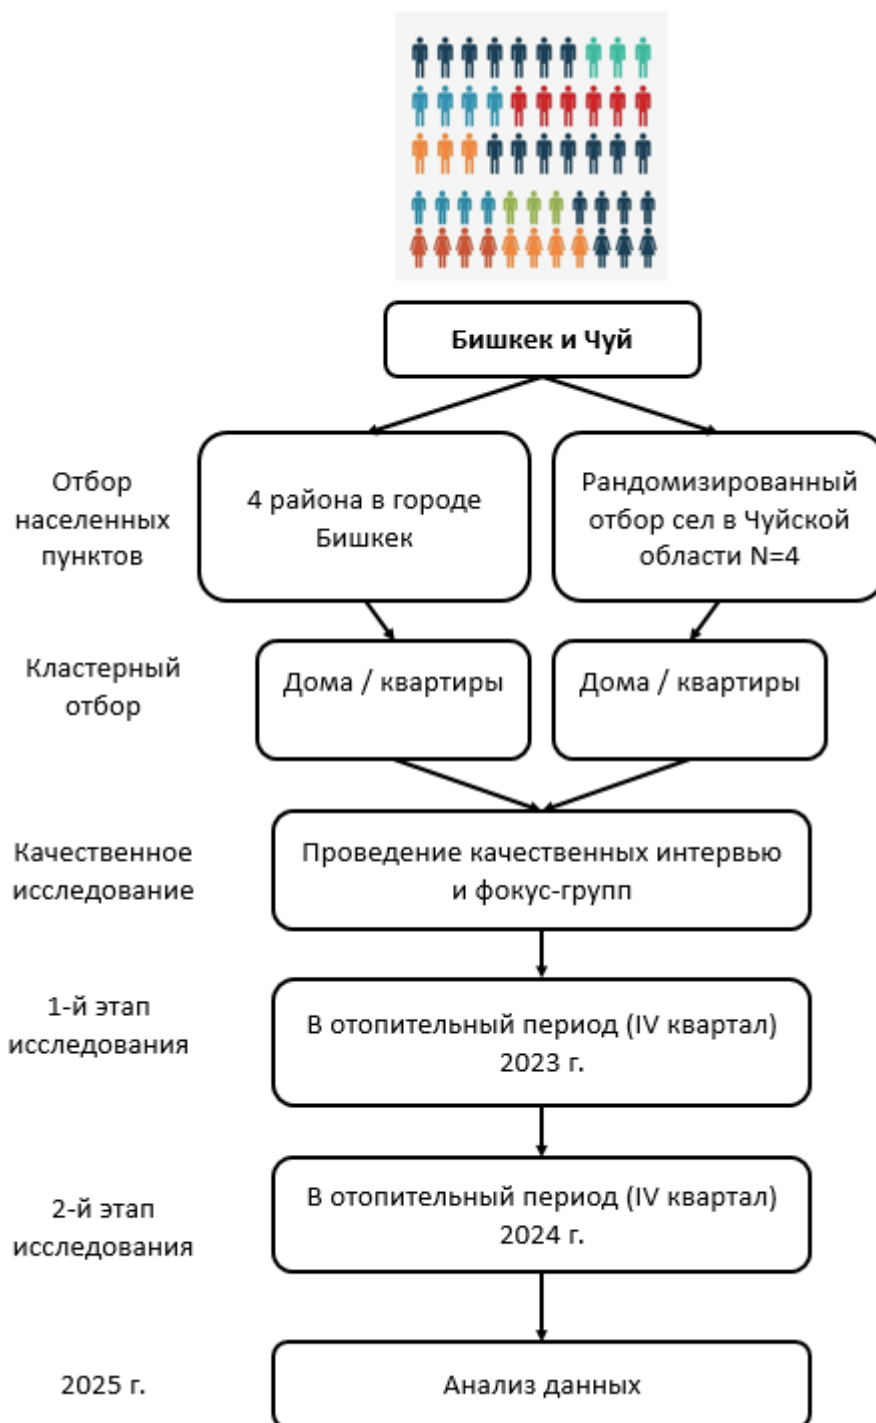 Бишкек и Чуй
Отбор
населенных
пунктов
4 района в городе
Бишкек
Рандомизированный
отбор сел в Чуйской
области N=4
Кластерный
отбор
Дома / квартиры
Дома / квартиры
Качественное
исследование
Проведение качественных интервью
и фокус-групп
1-й этап
исследования
В отопительный период (IV квартал)
2023 г.
2-й этап
исследования
В отопительный период (IV квартал)
2024 г.
2025 г.
Анализ данных